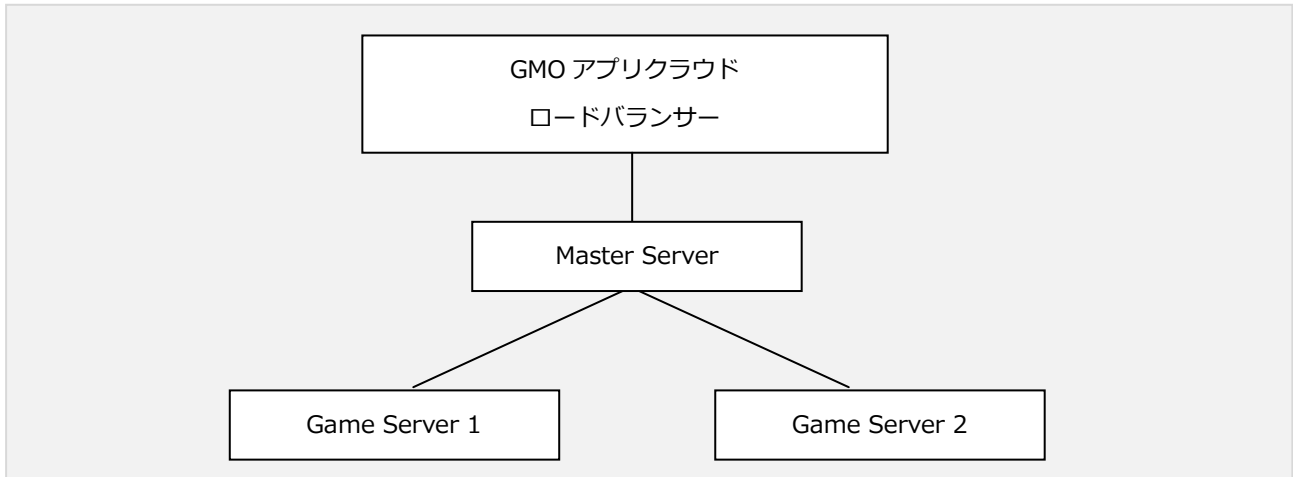 GMO アプリクラウド
ロードバランサー
Master Server
Game Server 1
Game Server 2